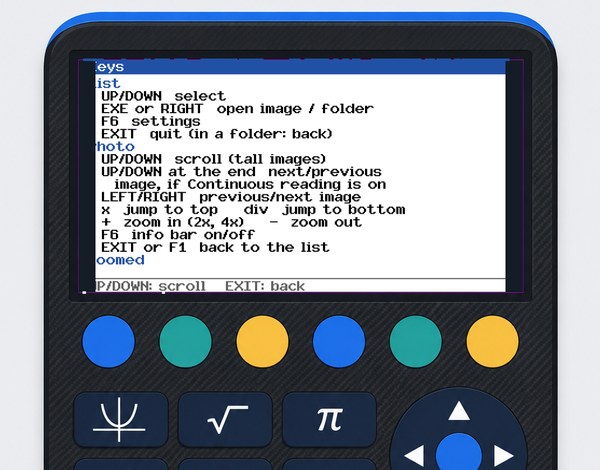 eys
ist
UP/DOWN select
EXE or RIGHT open image / folder
F6 settings
EXIT quit (in a folder: back)
hoto
UP/DOWN scroll (tall images)
UP/DOWN at the end next/previous
image, if Continuous reading is on
LEFT/RIGHT previous/next image
x jump to top div jump to bottom
+ zoom in (2x, 4x) - zoom out
F6 info bar on/off
EXIT or F1 back to the list
oomed
UP/DOWN: scroll EXIT: back
√ π